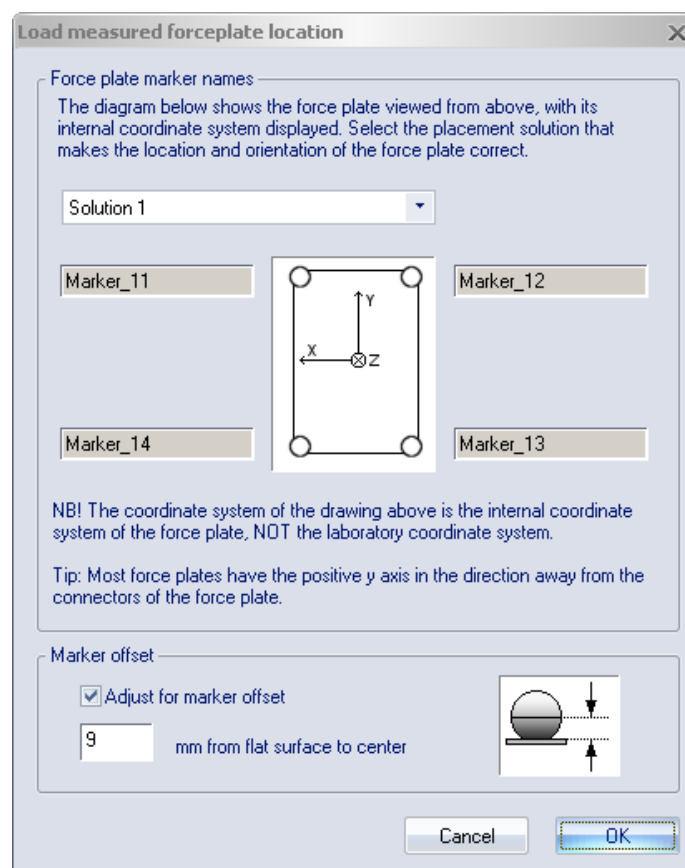 Load measured forceplate location
Force plate marker names
The diagram below shows the force plate viewed from above, with its
internal coordinate system displayed. Select the placement solution that
makes the location and orientation of the force plate correct.
Solution 1
Marker_11
Marker_12
Y
X
Z
Marker_14
Marker_13
NB! The coordinate system of the drawing above is the internal coordinate
system of the force plate, NOT the laboratory coordinate system.
Tip: Most force plates have the positive y axis in the direction away from the
connectors of the force plate.
Marker offset
Adjust for marker offset
9 mm from flat surface to center
Cancel OK